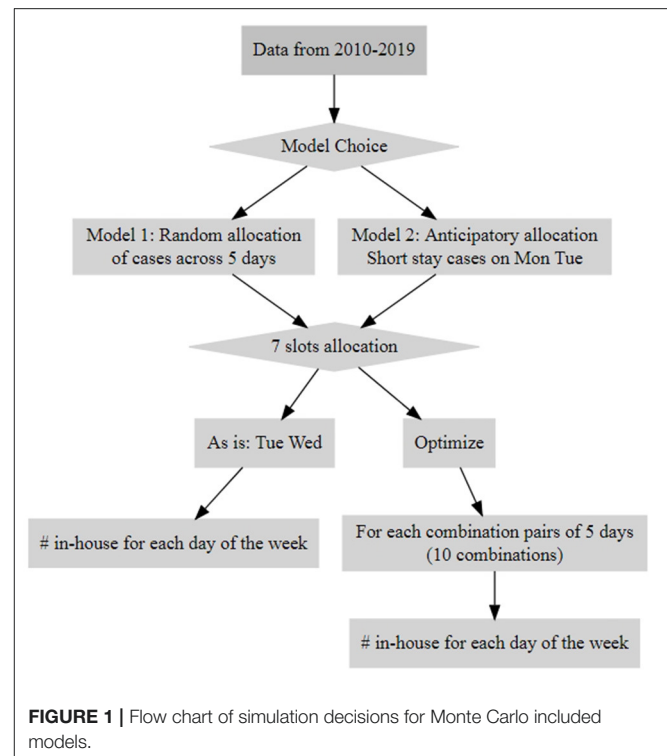 Data from 2010-2019
Model Choice
Model 1: Random allocation
of cases across 5 days
Model 2: Anticipatory allocation
Short stay cases on Mon Tue
7 slots allocation
As is: Tue Wed
Optimize
# in-house for each day of the week
For each combination pairs of 5 days
(10 combinations)
# in-house for each day of the week
FIGURE 1 | Flow chart of simulation decisions for Monte Carlo included
models.